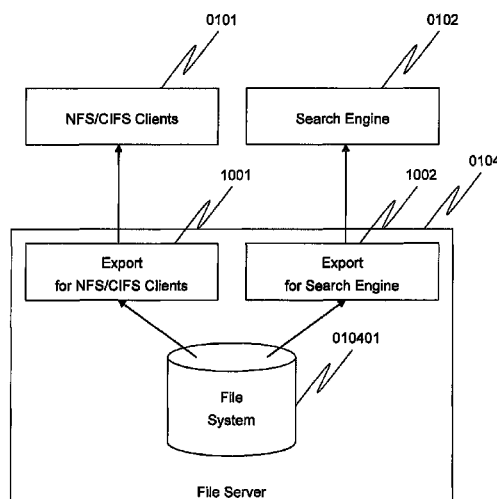 0101
0102
NFS/CIFS Clients
Search Engine
1001
1002
0104
Export
for NFS/CIFS Clients
Export
for Search Engine
010401
File
System
File Server